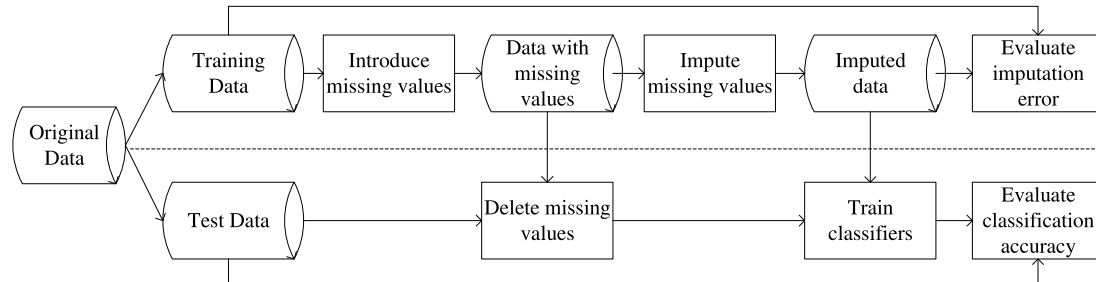 Original
Data
Training
Data
Introduce
missing values
Data with
missing
values
Impute
missing values
Imputed
data
Evaluate
imputation
error
Test Data
Delete missing
values
Train
classifiers
Evaluate
classification
accuracy